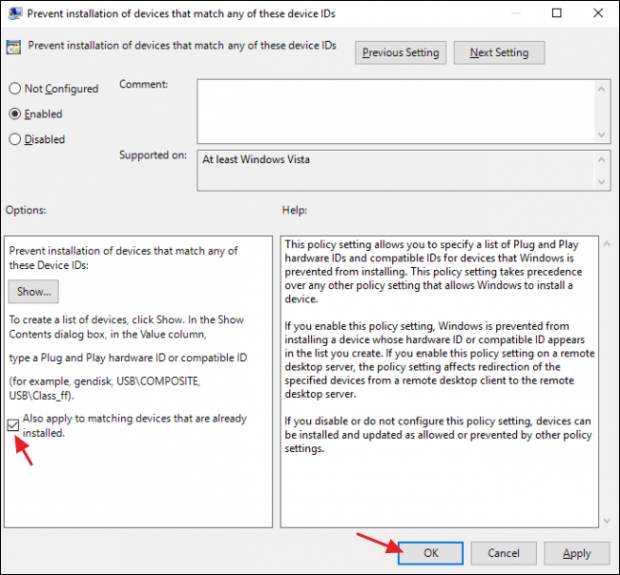 Prevent installation of devices that match any of these device IDs
Prevent installation of devices that match any of these device IDs
Previous Setting
Next Setting
Not Configured
Comment:
Enabled
Disabled
Supported on:
At least Windows Vista
Options:
Help:
Prevent installation of devices that match any of
these Device IDs:
Show...
To create a list of devices, click Show. In the Show
Contents dialog box, in the Value column,
type a Plug and Play hardware ID or compatible ID
(for example, gendisk, USB\COMPOSITE,
USB\Class_ff).
Also apply to matching devices that are already
installed.
This policy setting allows you to specify a list of Plug and Play
hardware IDs and compatible IDs for devices that Windows is
prevented from installing. This policy setting takes precedence
over any other policy setting that allows Windows to install a
device.
If you enable this policy setting, Windows is prevented from
installing a device whose hardware ID or compatible ID appears
in the list you create. If you enable this policy setting on a remote
desktop server, the policy setting affects redirection of the
specified devices from a remote desktop client to the remote
desktop server.
If you disable or do not configure this policy setting, devices can
be installed and updated as allowed or prevented by other policy
settings.
OK
Cancel
Apply